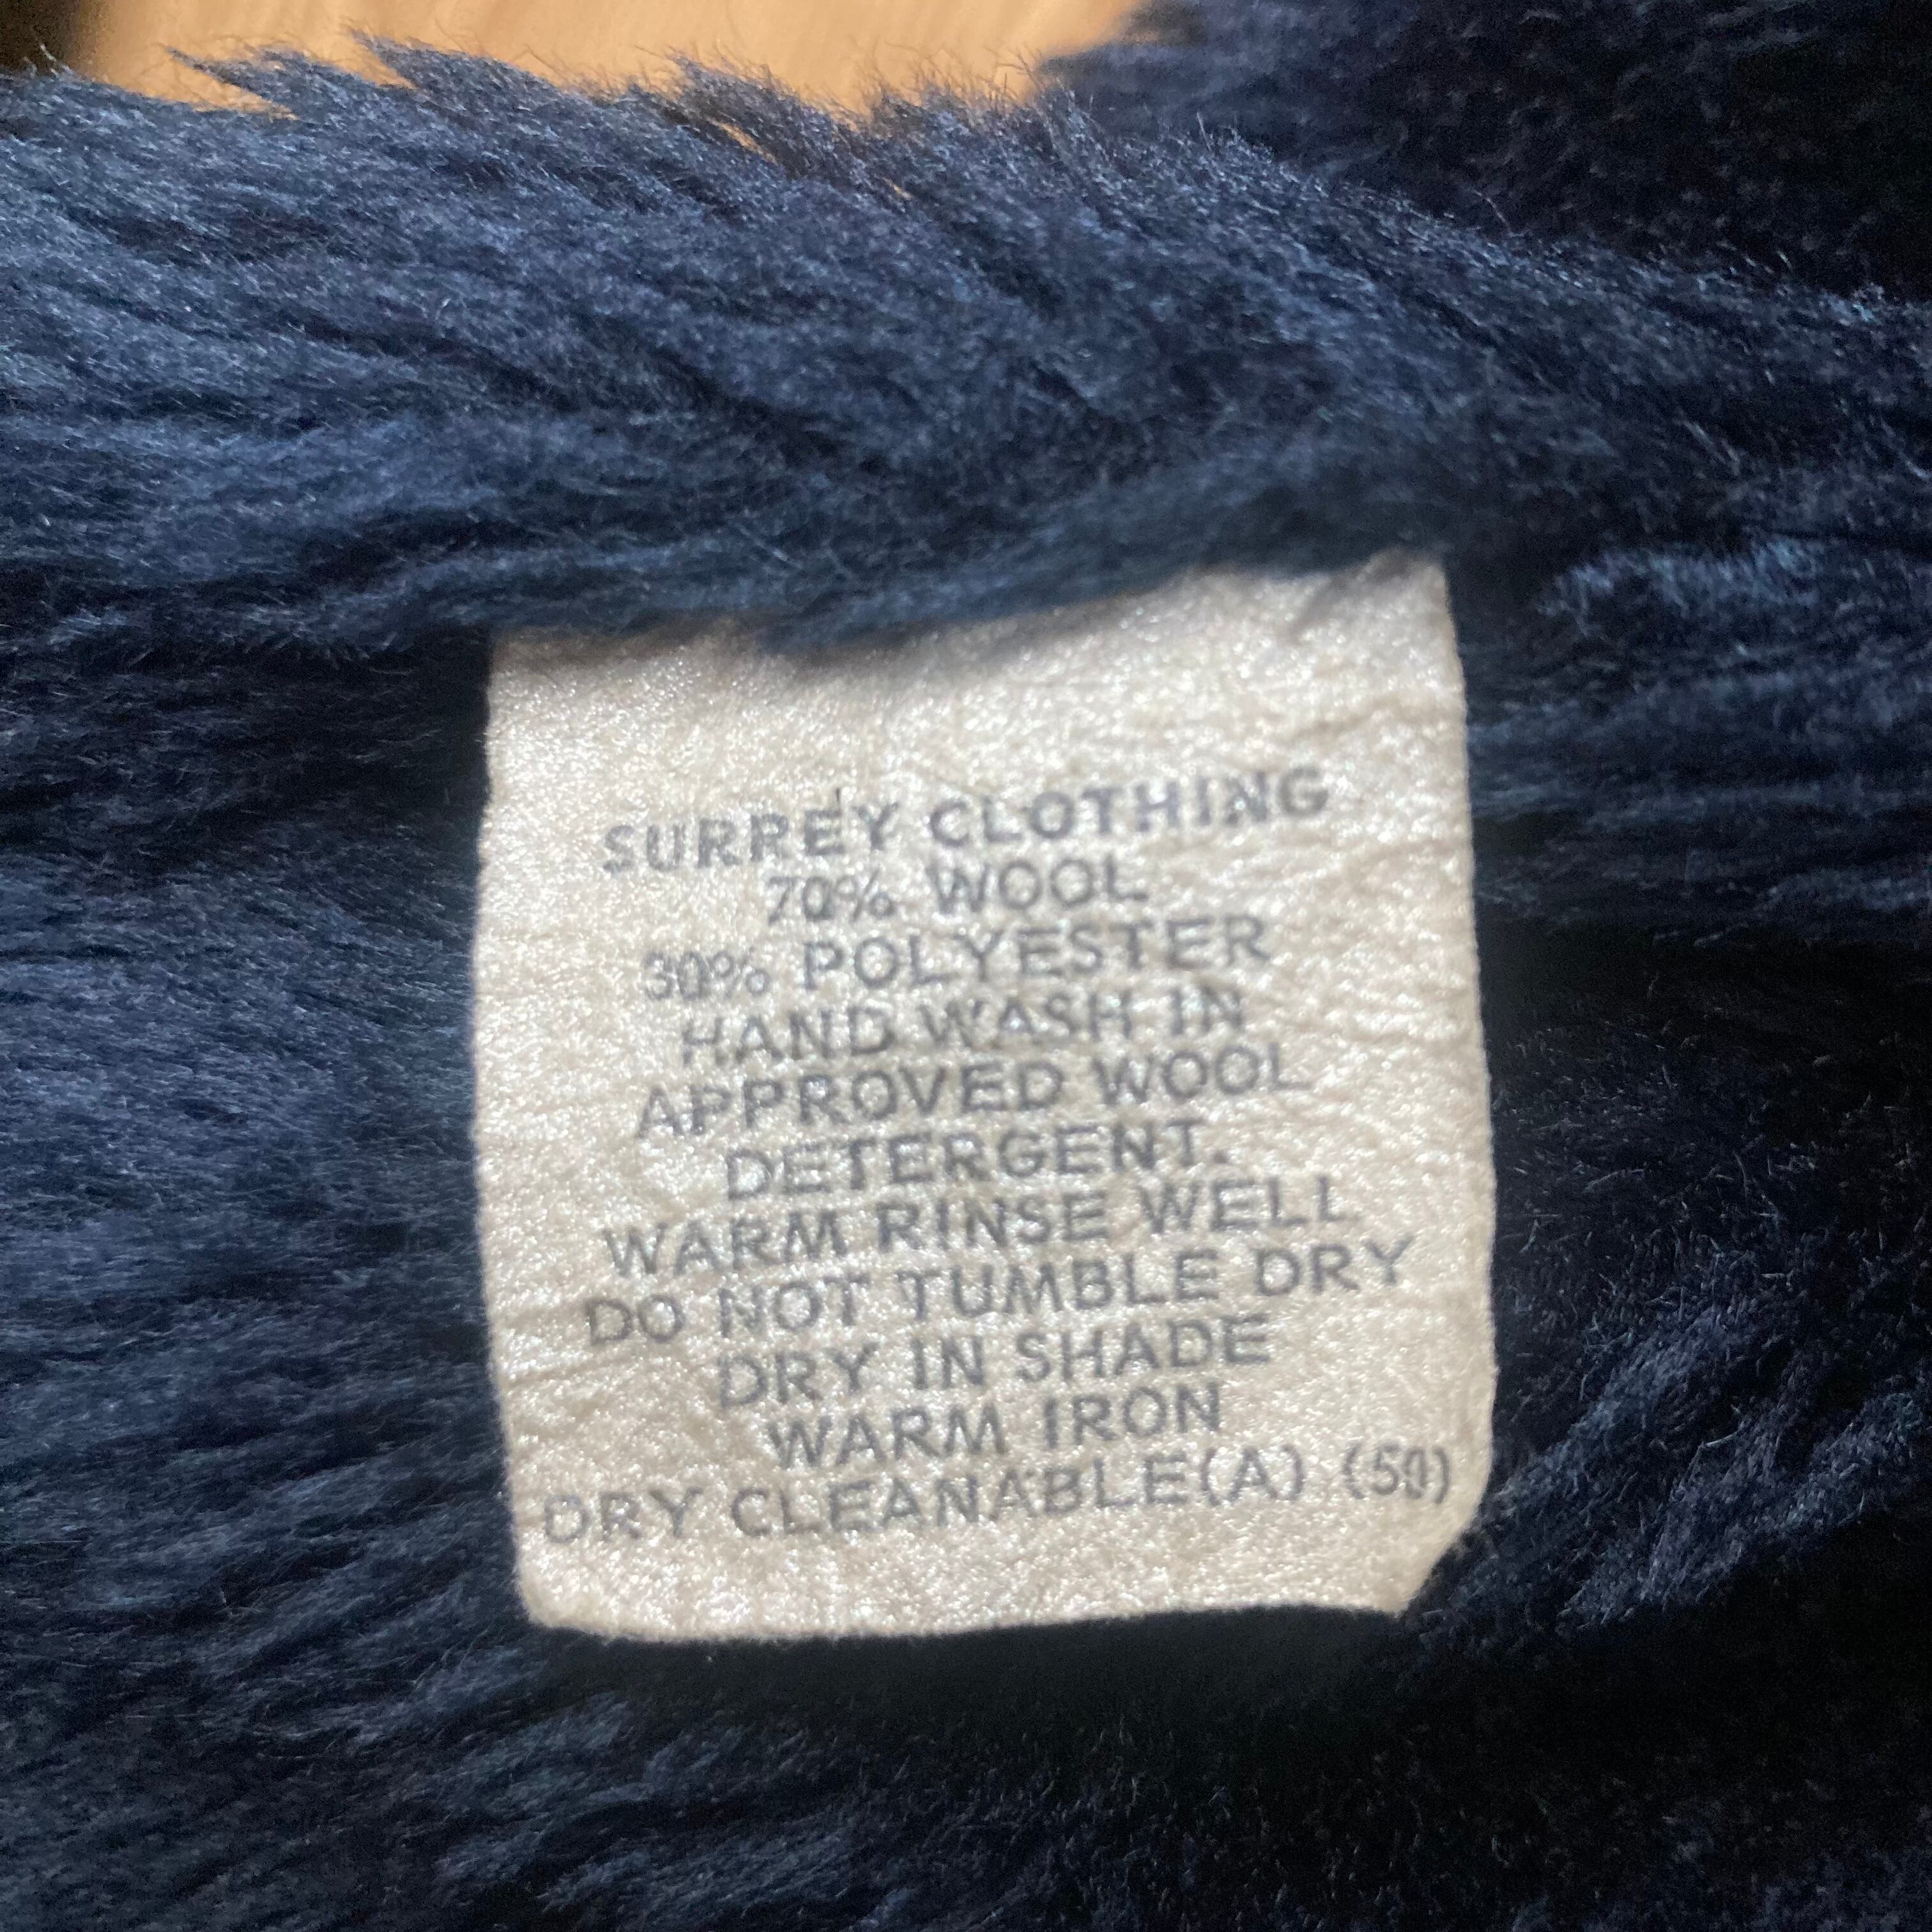 SURREY CLOTHING
70% WOOL
30% POLYESTER
HAND WASH IN
APPROVED WOOL
DETERGENT.
WARM RINSE WELL
DO NOT TUMBLE DRY
DRY IN SHADE
WARM IRON
DRY CLEANABLE(A) (50)